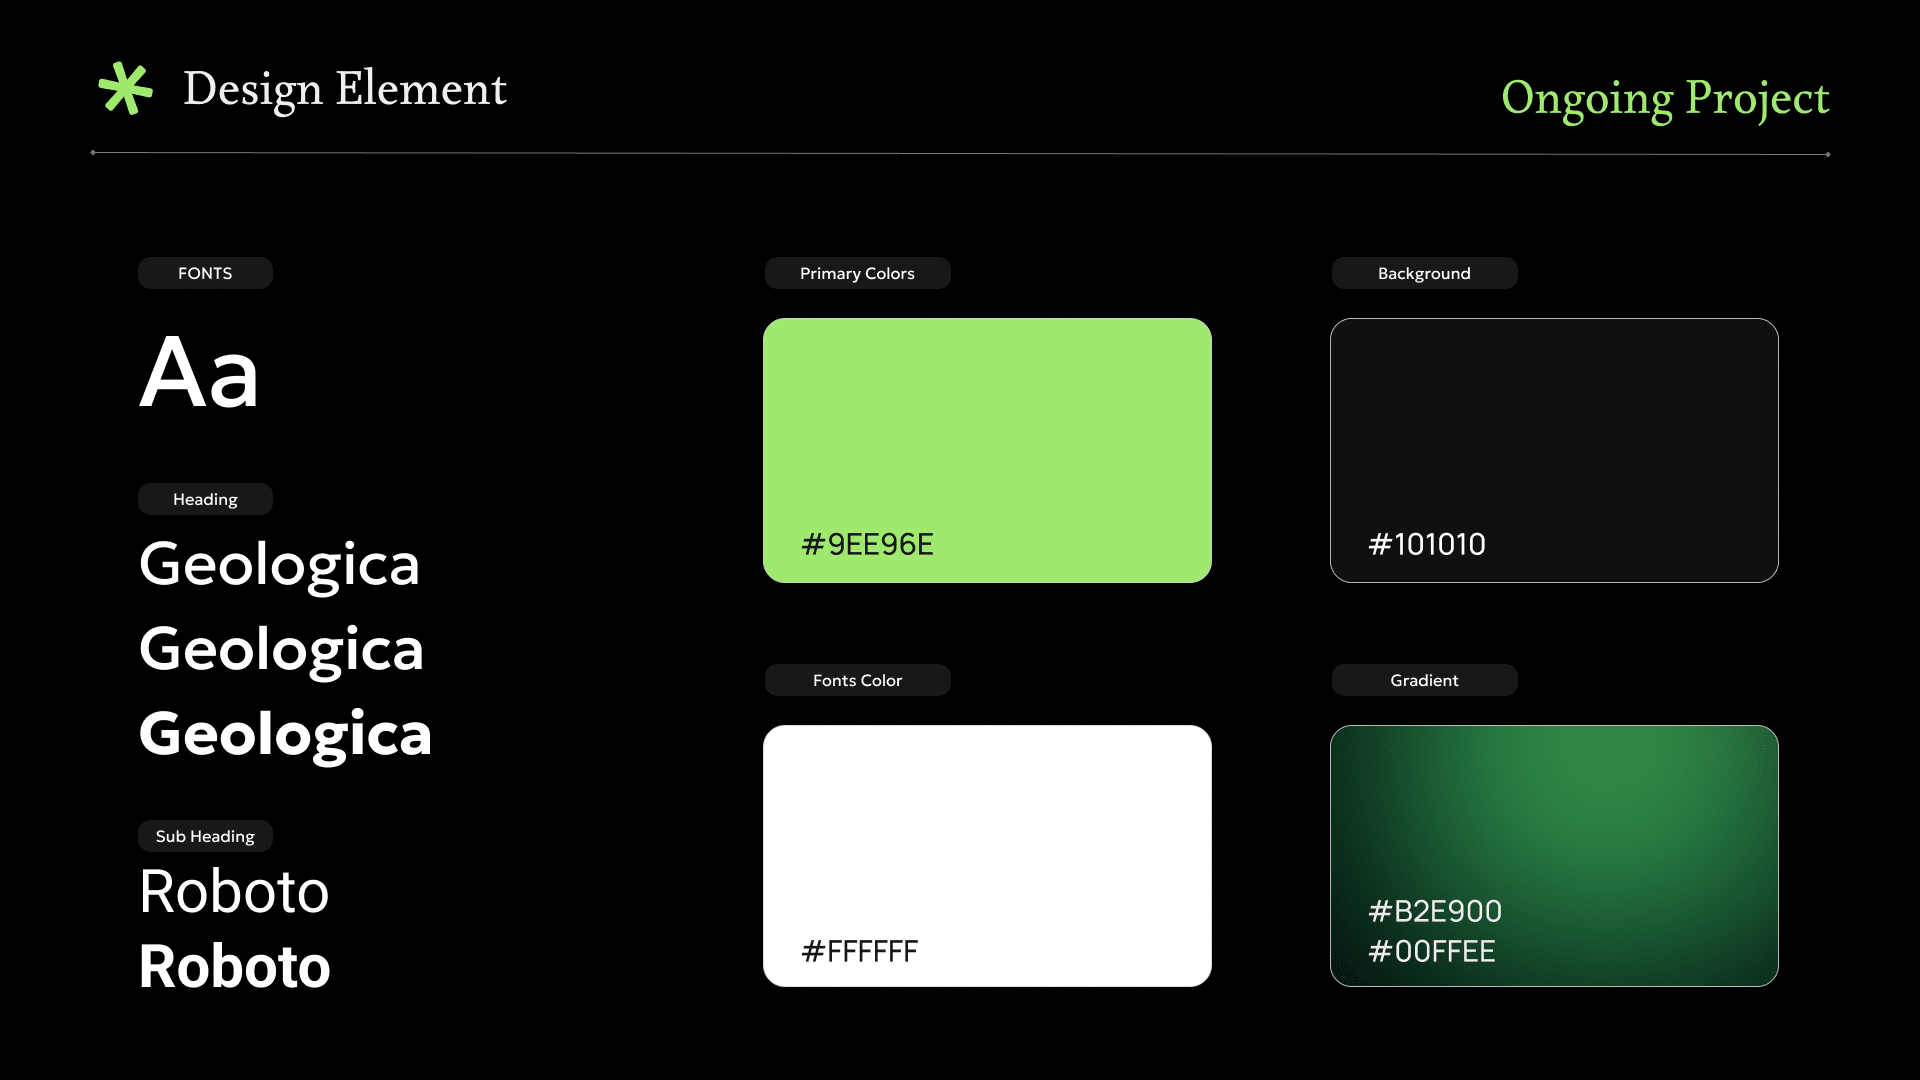 Design Element
Ongoing Project
FONTS
Aa
Heading
Geologica
Geologica
Geologica
Sub Heading
Roboto
Roboto
Primary Colors
#9EE96E
Background
#101010
Fonts Color
#FFFFFF
Gradient
#B2E900
#00FFEE